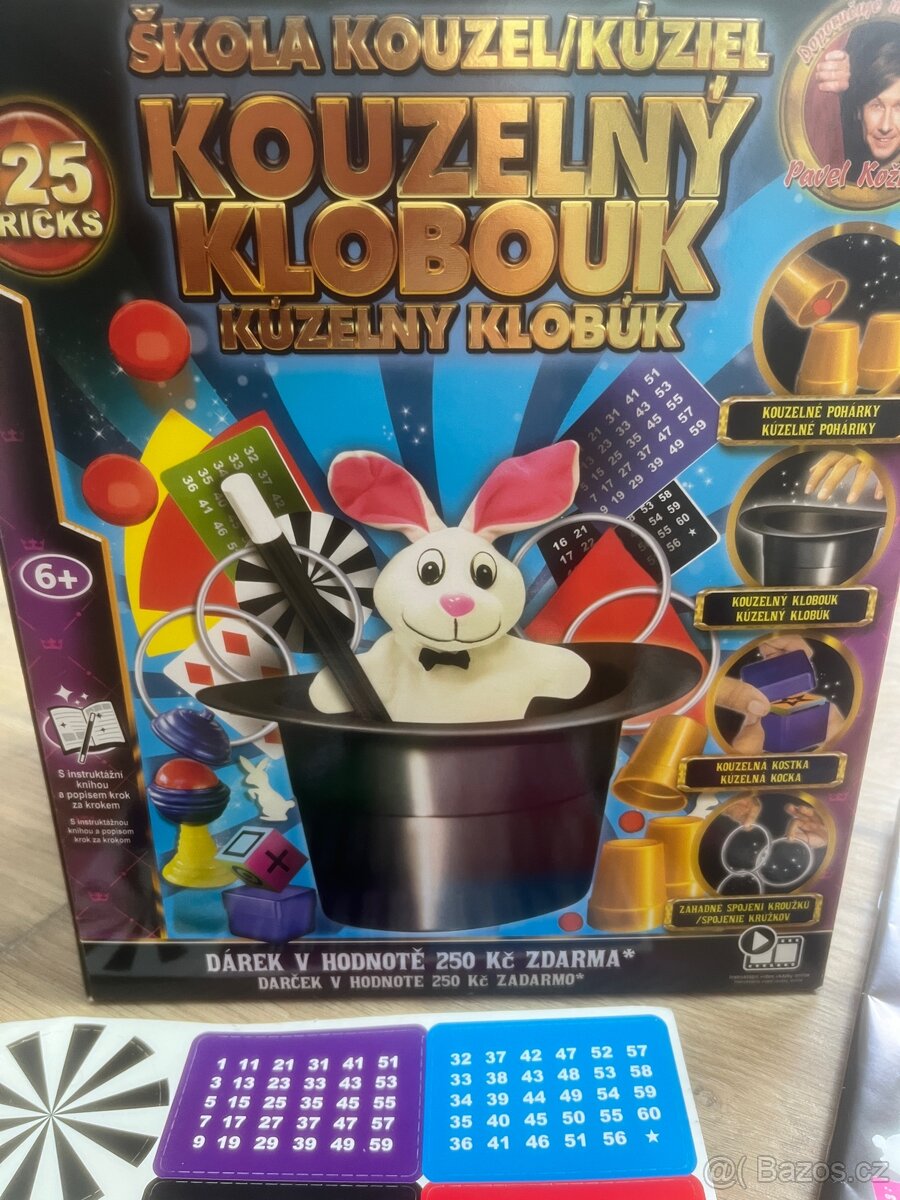 ŠKOLA KOUZEL/KÚZIEL
KOUZELNÝ
KLOBOUK
KÚZELNY KLOBÚK
Doporučuje
Pavel Kož
25
RICKS
6+
S instruktážní
knihou
a popisem krok
za krokem
S instruktážnou
knihou a popisom
krok za krokom
KOUZELNÉ POHÁRKY
KÚZELNÉ POHÁRIKY
KOUZELNÝ KLOBOUK
KÚZELNÝ KLOBUK
KOUZELNÁ KOSTKA
KÚZELNÁ KOCKA
ZÁHADNÉ SPOJENÍ KROUŽKŮ
/SPOJENIE KRÚŽKOV
DÁREK V HODNOTĚ 250 Kč ZDARMA*
DARČEK V HODNOTE 250 Kč ZADARMO*
1 11 21 31 41 51
3 13 23 33 43 53
5 15 25 35 45 55
7 17 27 37 47 57
9 19 29 39 49 59
32 37 42 47 52 57
33 38 43 48 53 58
34 39 44 49 54 59
35 40 45 50 55 60
36 41 46 51 56 ★
@( Bazos.cz